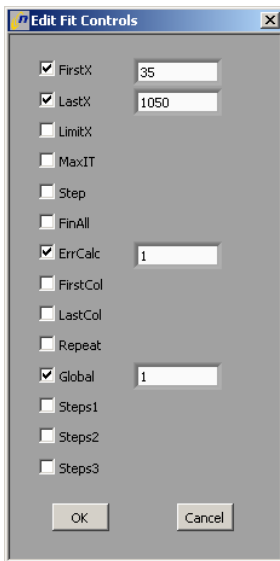 Edit Fit Controls
FirstX 35
LastX 1050
LimitX
MaxIT
Step
FinAll
ErrCalc 1
FirstCol
LastCol
Repeat
Global 1
Steps1
Steps2
Steps3
OK Cancel